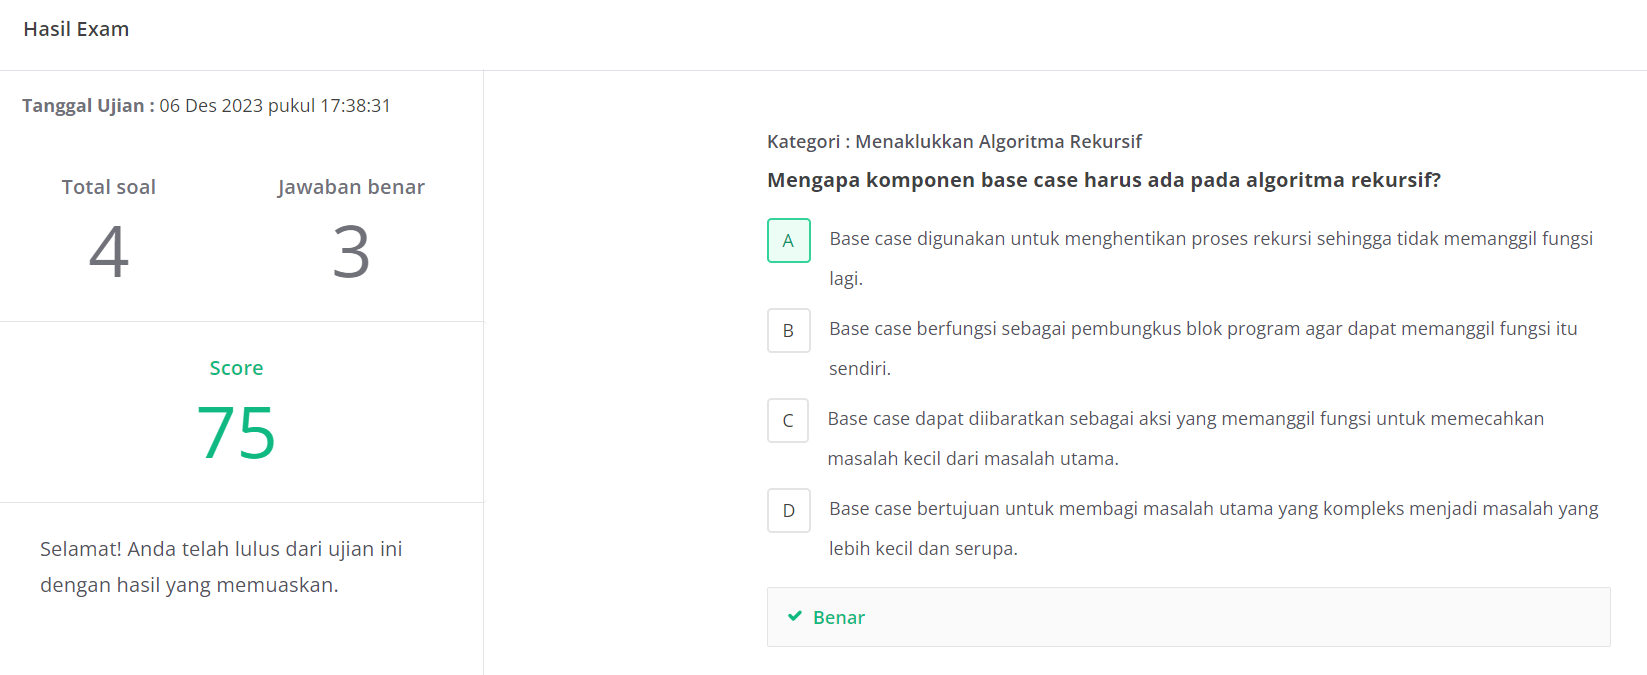 Hasil Exam
Tanggal Ujian : 06 Des 2023 pukul 17:38:31
Total soal
4
Jawaban benar
3
Score
75
Selamat! Anda telah lulus dari ujian ini
dengan hasil yang memuaskan.
Kategori : Menaklukkan Algoritma Rekursif
Mengapa komponen base case harus ada pada algoritma rekursif?
A Base case digunakan untuk menghentikan proses rekursi sehingga tidak memanggil fungsi
lagi.
B Base case berfungsi sebagai pembungkus blok program agar dapat memanggil fungsi itu
sendiri.
C Base case dapat diibaratkan sebagai aksi yang memanggil fungsi untuk memecahkan
masalah kecil dari masalah utama.
D Base case bertujuan untuk membagi masalah utama yang kompleks menjadi masalah yang
lebih kecil dan serupa.
Benar